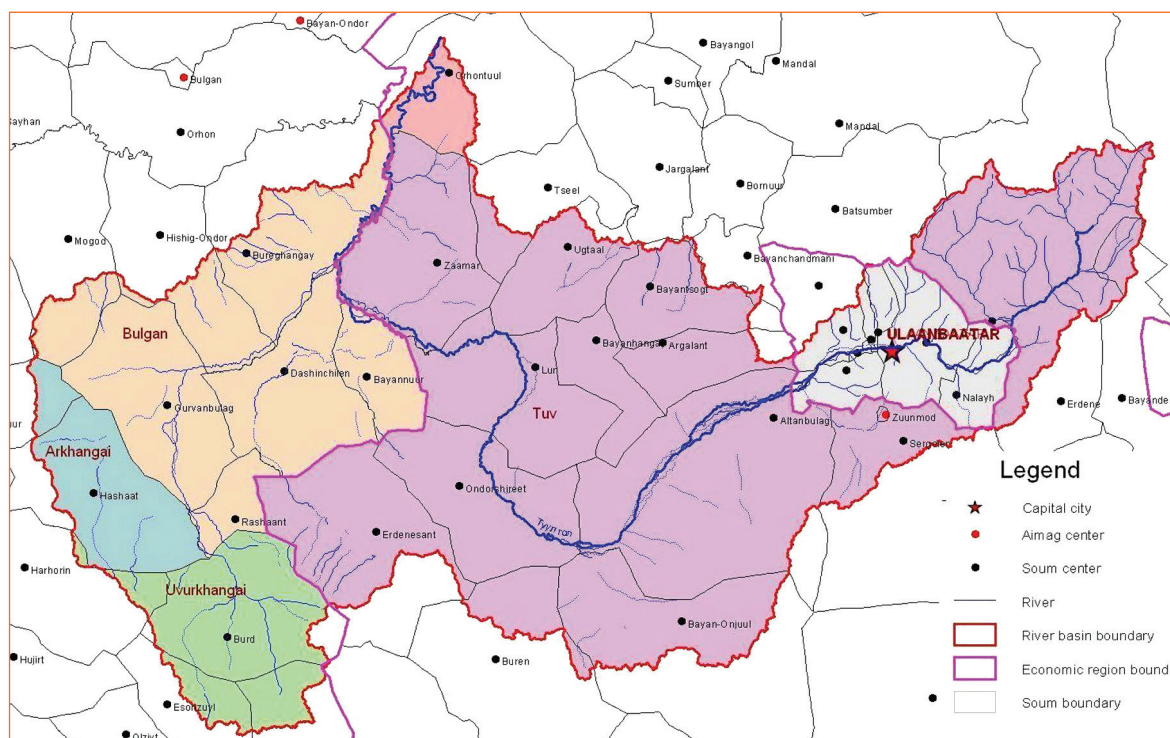 Bayan-Ondor
Bayangol
Mandal
Orhontuul
Bulgan
Sumber
Sayhan
Orhon
Mandal
Jargalant
Bornuur
Tseel
Batsumber
Mogod
Hishig-Ondor
Bureghangay
Ugtaal
Zaamar
Bayanchandmani
Bayantsogt
Bulgan
ULAANBAATAR
Bayanhangai
Argalant
Lun
Dashinchilen
Bayannuur
Gurvanbulag
Tuv
Nalayh
Erdene
Bayande
Altanbulag
Zuunmod
Sergelen
Arkhangai
Hashaat
Ondorshireet
Rashaant
Erdenesant
Harhorin
Uvurkhangai
Burd
Bayan-Onjuul
Hujirt
Buren
Esonzuyl
Olziyt
Legend
Capital city
Aimag center
Soum center
River
River basin boundary
Economic region bound
Soum boundary